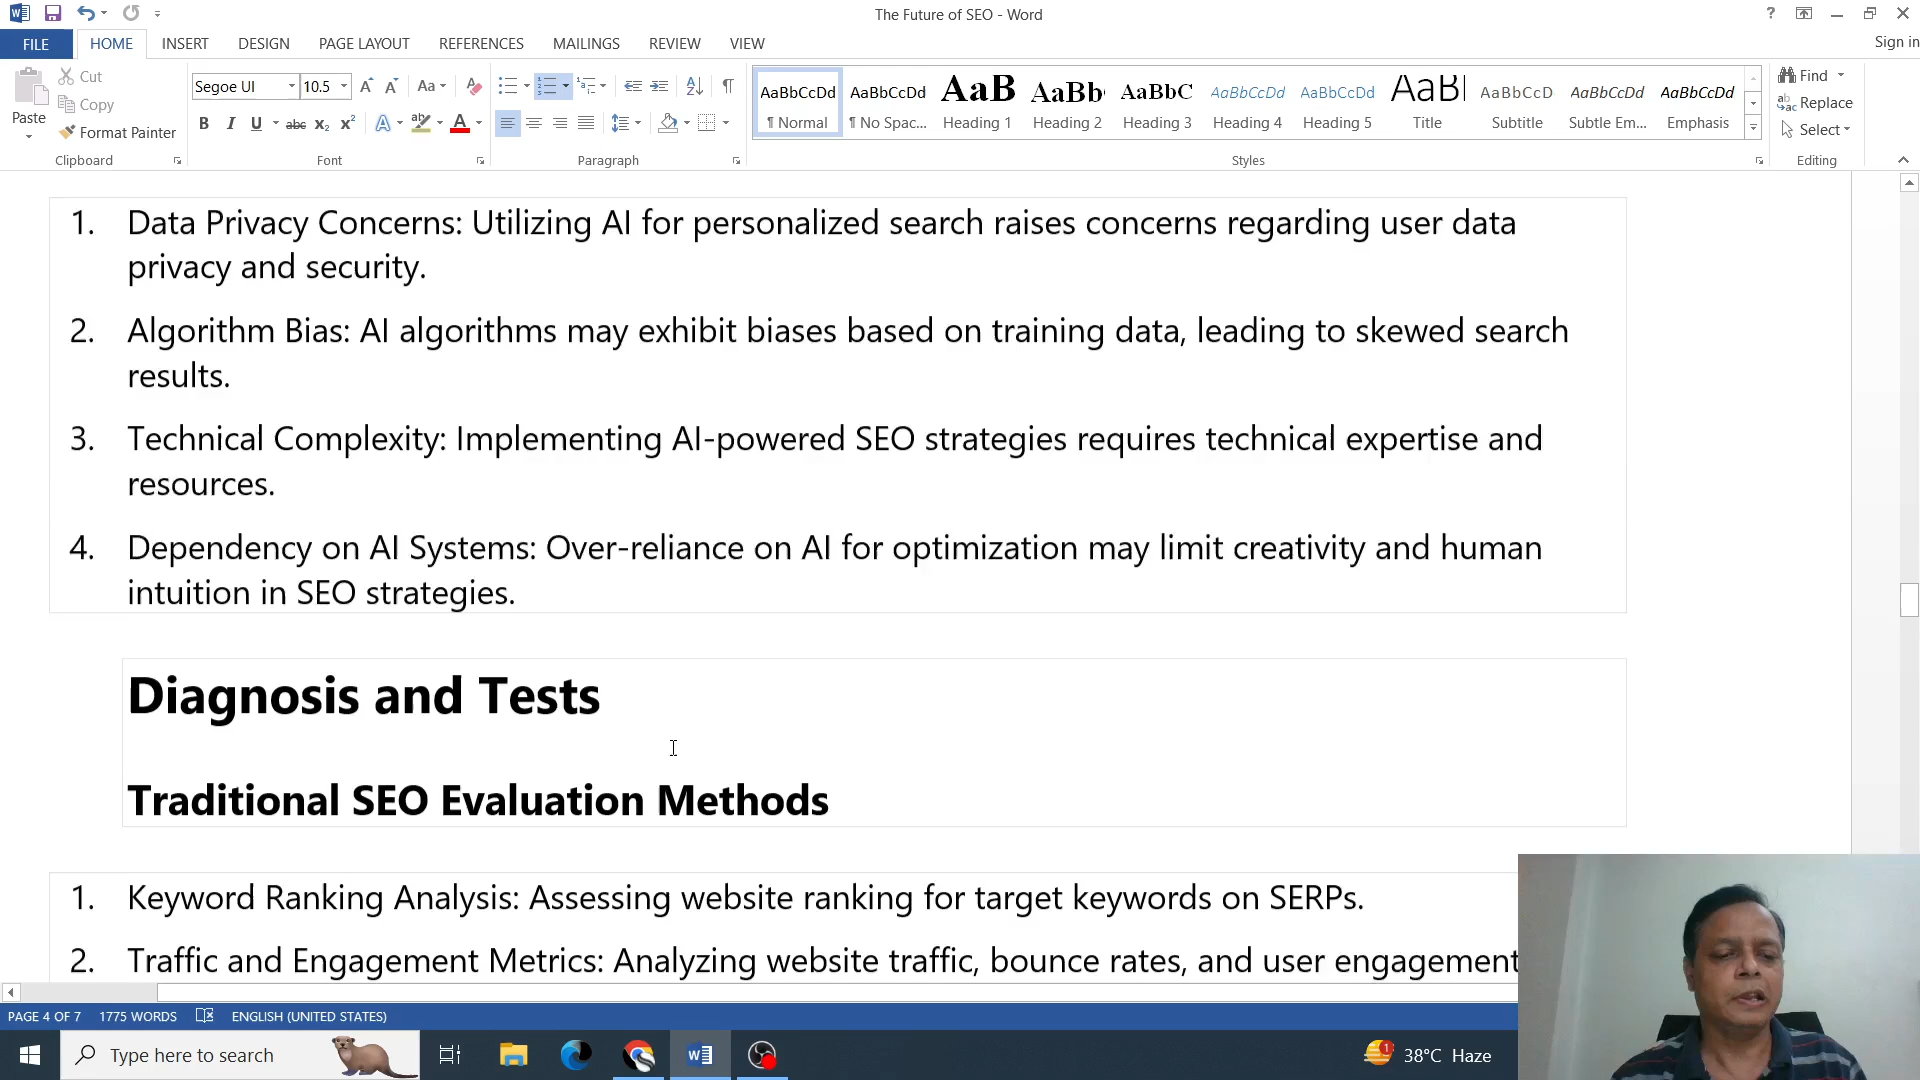 The Future of SEO - Word
?
Sign in
FILE
HOME
INSERT
DESIGN
PAGE LAYOUT
REFERENCES
MAILINGS
REVIEW
VIEW
Paste
Cut
Copy
Format Painter
Clipboard
Segoe UI
10.5
Font
Paragraph
AaBbCcDd
¶ Normal
AaBbCcDd
¶ No Spac...
AaB
Heading 1
AaBb
Heading 2
AaBbC
Heading 3
AaBbCcDd
Heading 4
AaBbCcDd
Heading 5
AaB
Title
AaBbCcD
Subtitle
AaBbCcDd
Subtle Em...
AaBbCcDd
Emphasis
Styles
Find
Replace
Select
Editing
1. Data Privacy Concerns: Utilizing AI for personalized search raises concerns regarding user data
privacy and security.
2. Algorithm Bias: AI algorithms may exhibit biases based on training data, leading to skewed search
results.
3. Technical Complexity: Implementing AI-powered SEO strategies requires technical expertise and
resources.
4. Dependency on AI Systems: Over-reliance on AI for optimization may limit creativity and human
intuition in SEO strategies.
Diagnosis and Tests
Traditional SEO Evaluation Methods
1. Keyword Ranking Analysis: Assessing website ranking for target keywords on SERPs.
2. Traffic and Engagement Metrics: Analyzing website traffic, bounce rates, and user engagement
PAGE 4 OF 7
1775 WORDS
ENGLISH (UNITED STATES)
Type here to search
1
38°C Haze